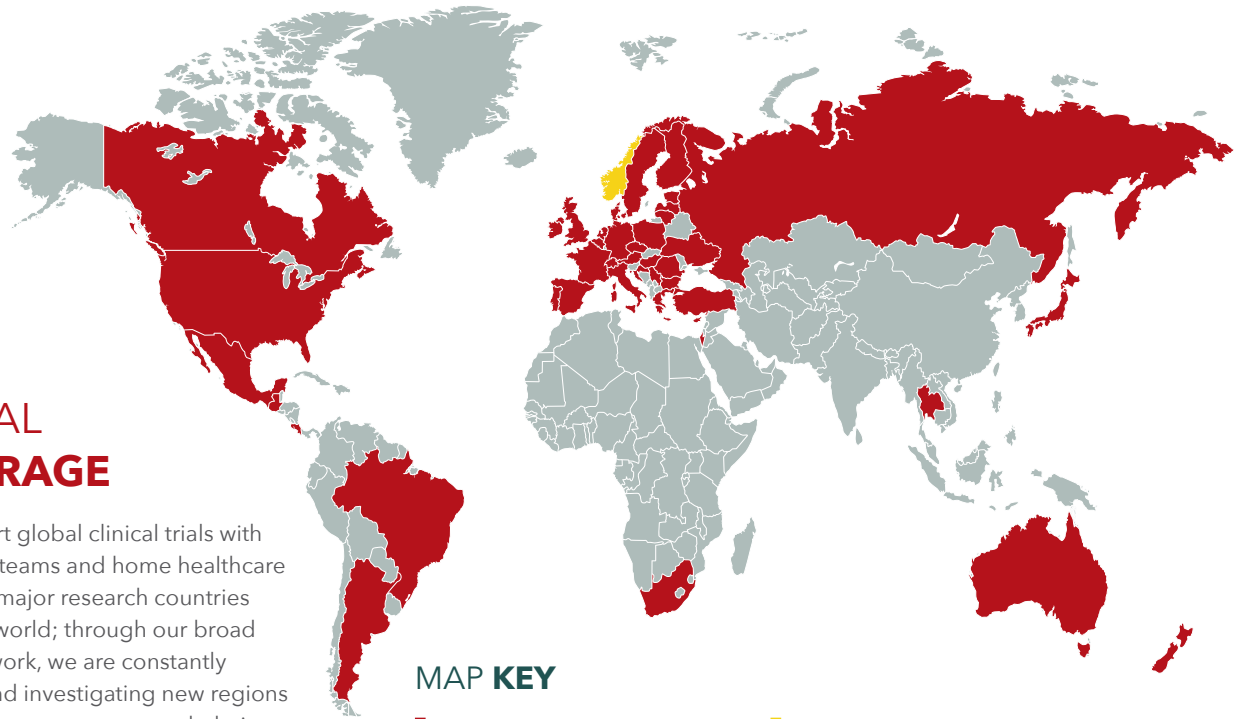 AL
RAGE
rt global clinical trials with
teams and home healthcare
major research countries
world; through our broad
work, we are constantly
nd investigating new regions
MAP KEY